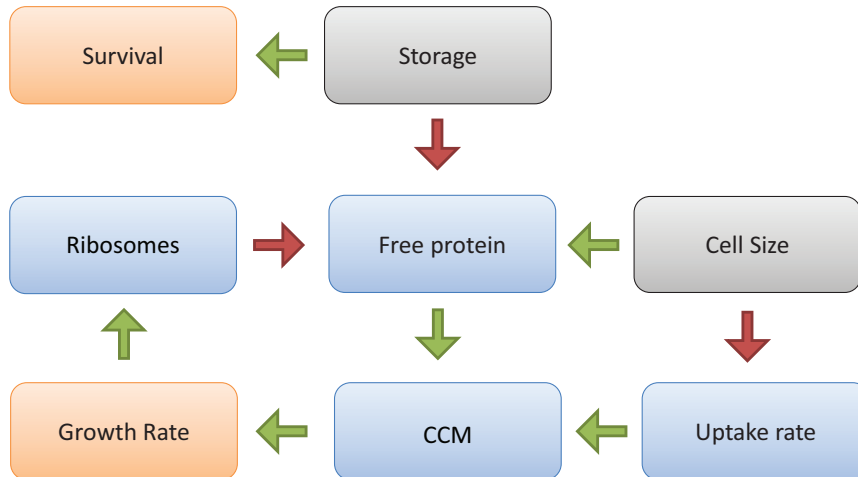 Survival
Storage
Ribosomes
Free protein
Cell Size
Growth Rate
CCM
Uptake rate